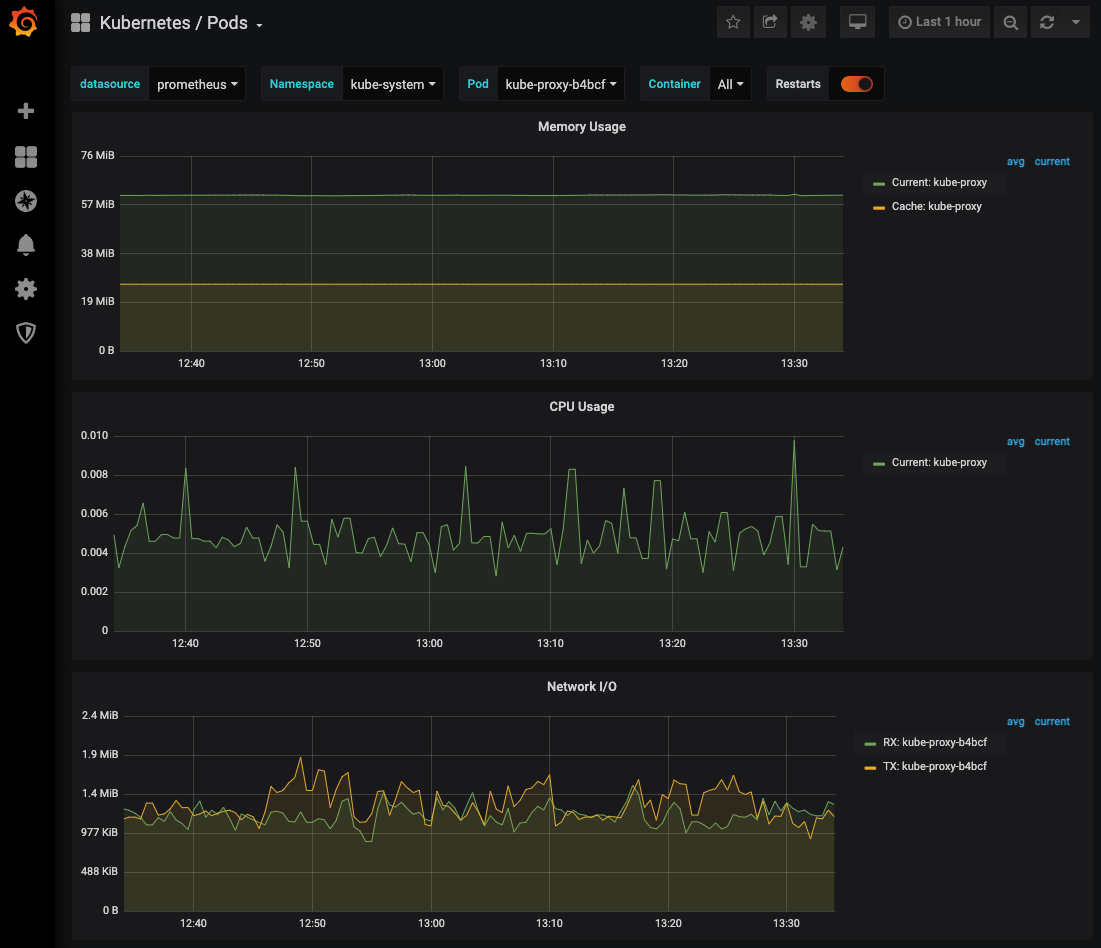 Kubernetes / Pods
Last 1 hour
datasource prometheus Namespace kube-system Pod kube-proxy-b4bcf Container All Restarts
Memory Usage
76 MiB
57 MiB
38 MiB
19 MiB
0 B
12:40 12:50 13:00 13:10 13:20 13:30
avg current
Current: kube-proxy
Cache: kube-proxy
CPU Usage
0.010
0.008
0.006
0.004
0.002
0
12:40 12:50 13:00 13:10 13:20 13:30
avg current
Current: kube-proxy
Network I/O
2.4 MiB
1.9 MiB
1.4 MiB
977 KiB
488 KiB
0 B
12:40 12:50 13:00 13:10 13:20 13:30
avg current
RX: kube-proxy-b4bcf
TX: kube-proxy-b4bcf